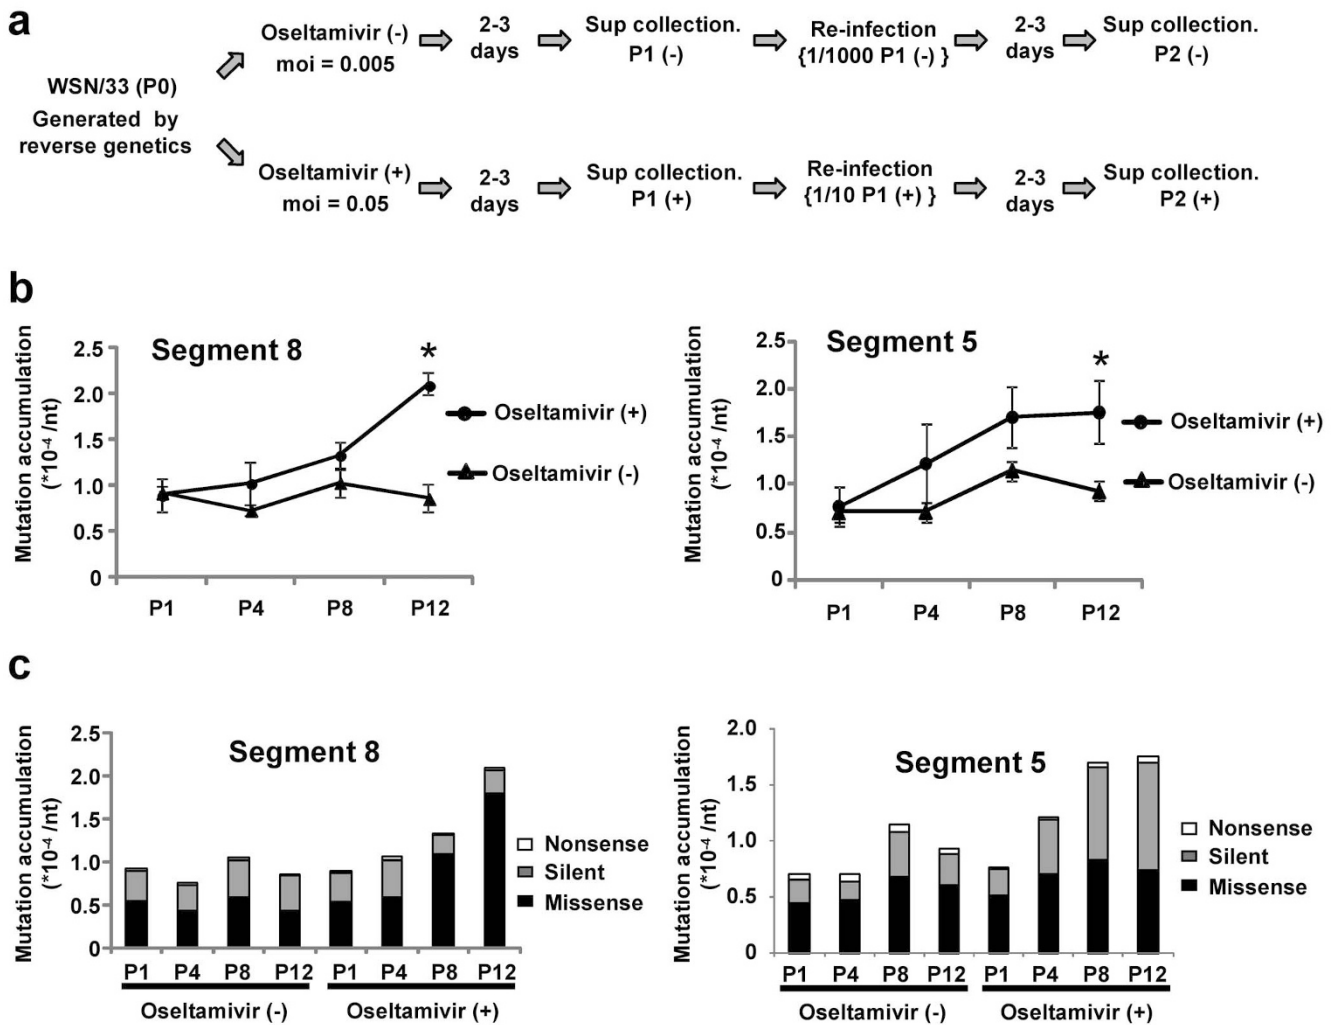 a
WSN/33 (P0)
Generated by
reverse genetics
Oseltamivir (-)
moi = 0.005
2-3
days
Sup collection.
P1 (-)
Re-infection
{1/1000 P1 (-) }
2-3
days
Sup collection.
P2 (-)
Oseltamivir (+)
moi = 0.05
2-3
days
Sup collection.
P1 (+)
Re-infection
{1/10 P1 (+) }
2-3
days
Sup collection.
P2 (+)
b
Segment 8
Mutation accumulation
(*10⁻⁴ /nt)
2.5
2.0
1.5
1.0
0.5
0
*
Oseltamivir (+)
Oseltamivir (-)
P1 P4 P8 P12
Segment 5
Mutation accumulation
(*10⁻⁴ /nt)
2.5
2.0
1.5
1.0
0.5
0
*
Oseltamivir (+)
Oseltamivir (-)
P1 P4 P8 P12
c
Segment 8
Mutation accumulation
(*10⁻⁴ /nt)
2.5
2.0
1.5
1.0
0.5
0
Nonsense
Silent
Missense
P1 P4 P8 P12 P1 P4 P8 P12
Oseltamivir (-) Oseltamivir (+)
Segment 5
Mutation accumulation
(*10⁻⁴ /nt)
2.0
1.5
1.0
0.5
0
Nonsense
Silent
Missense
P1 P4 P8 P12 P1 P4 P8 P12
Oseltamivir (-) Oseltamivir (+)